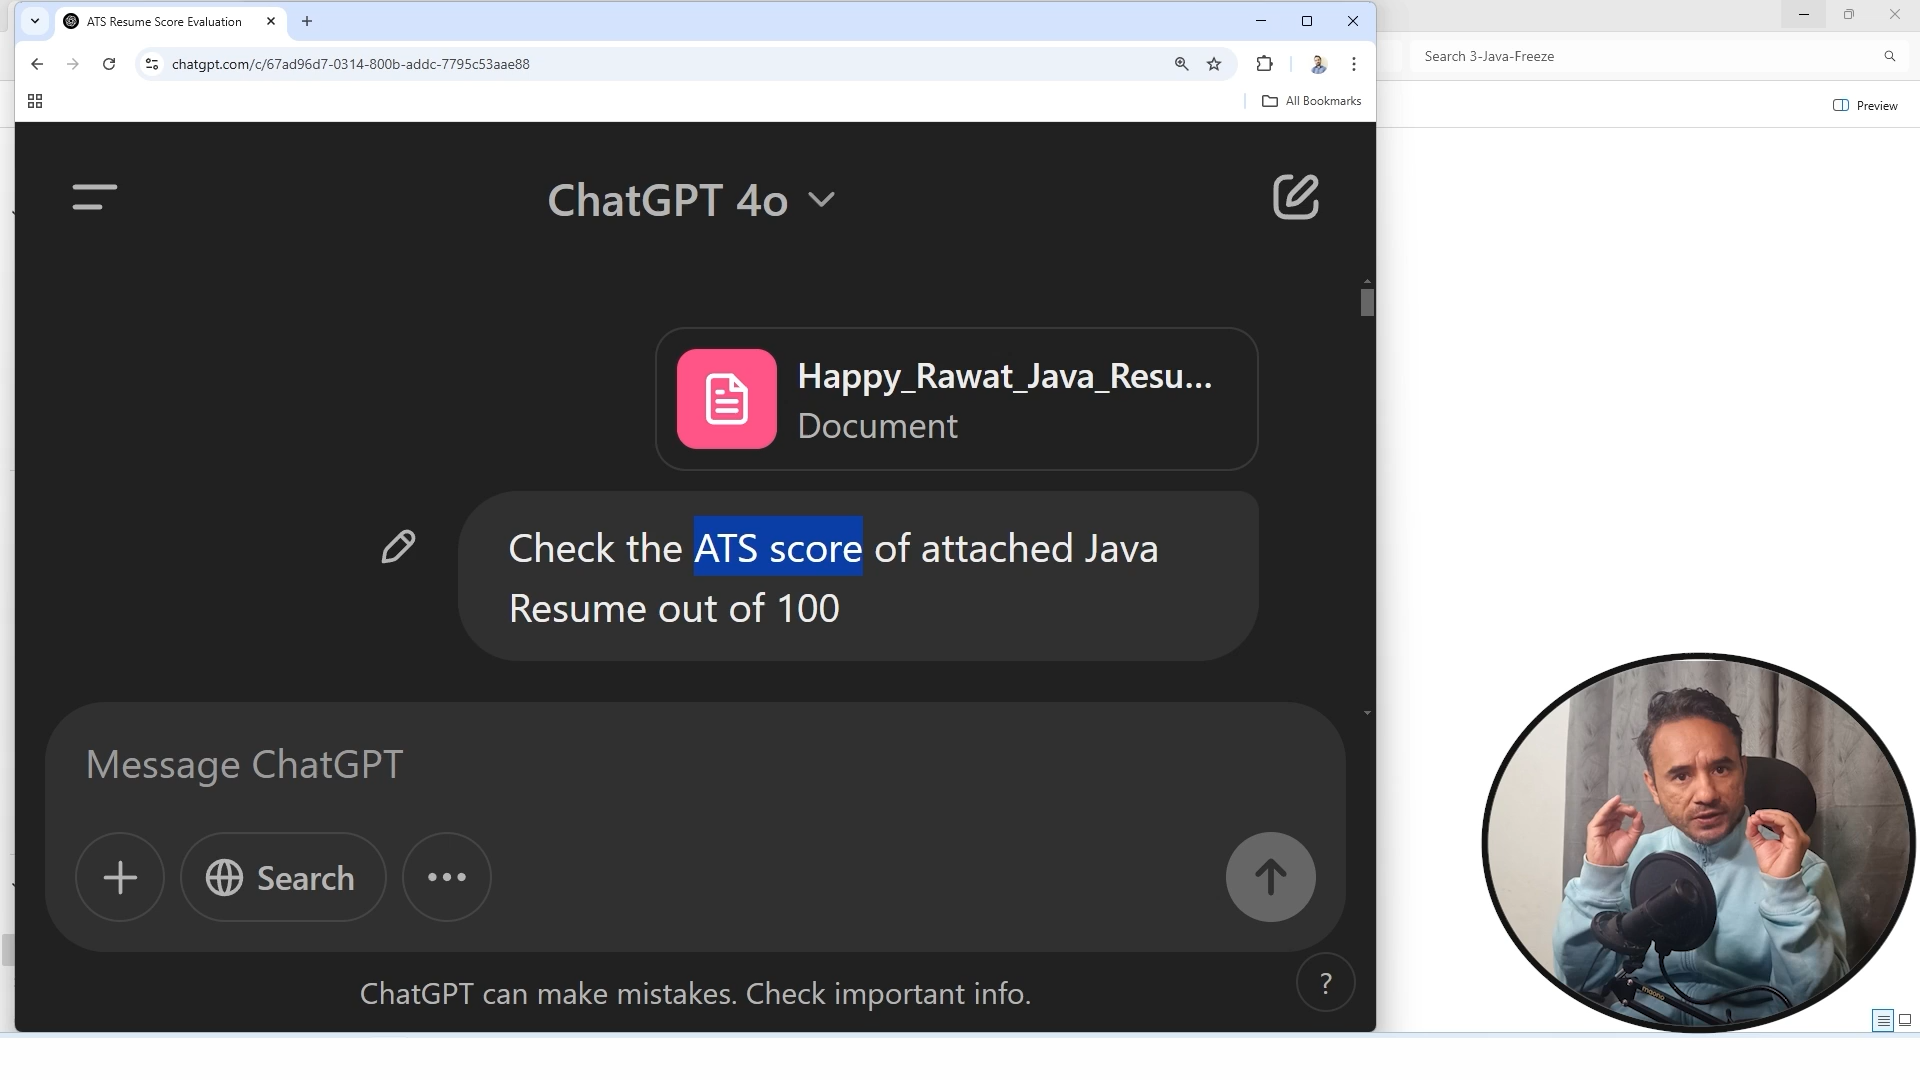 ATS Resume Score Evaluation
chatgpt.com/c/67ad96d7-0314-800b-addc-7795c53aae88
All Bookmarks
Search 3-Java-Freeze
Preview
ChatGPT 4o
Happy_Rawat_Java_Resu...
Document
Check the ATS score of attached Java
Resume out of 100
Message ChatGPT
Search
ChatGPT can make mistakes. Check important info.
?
maono